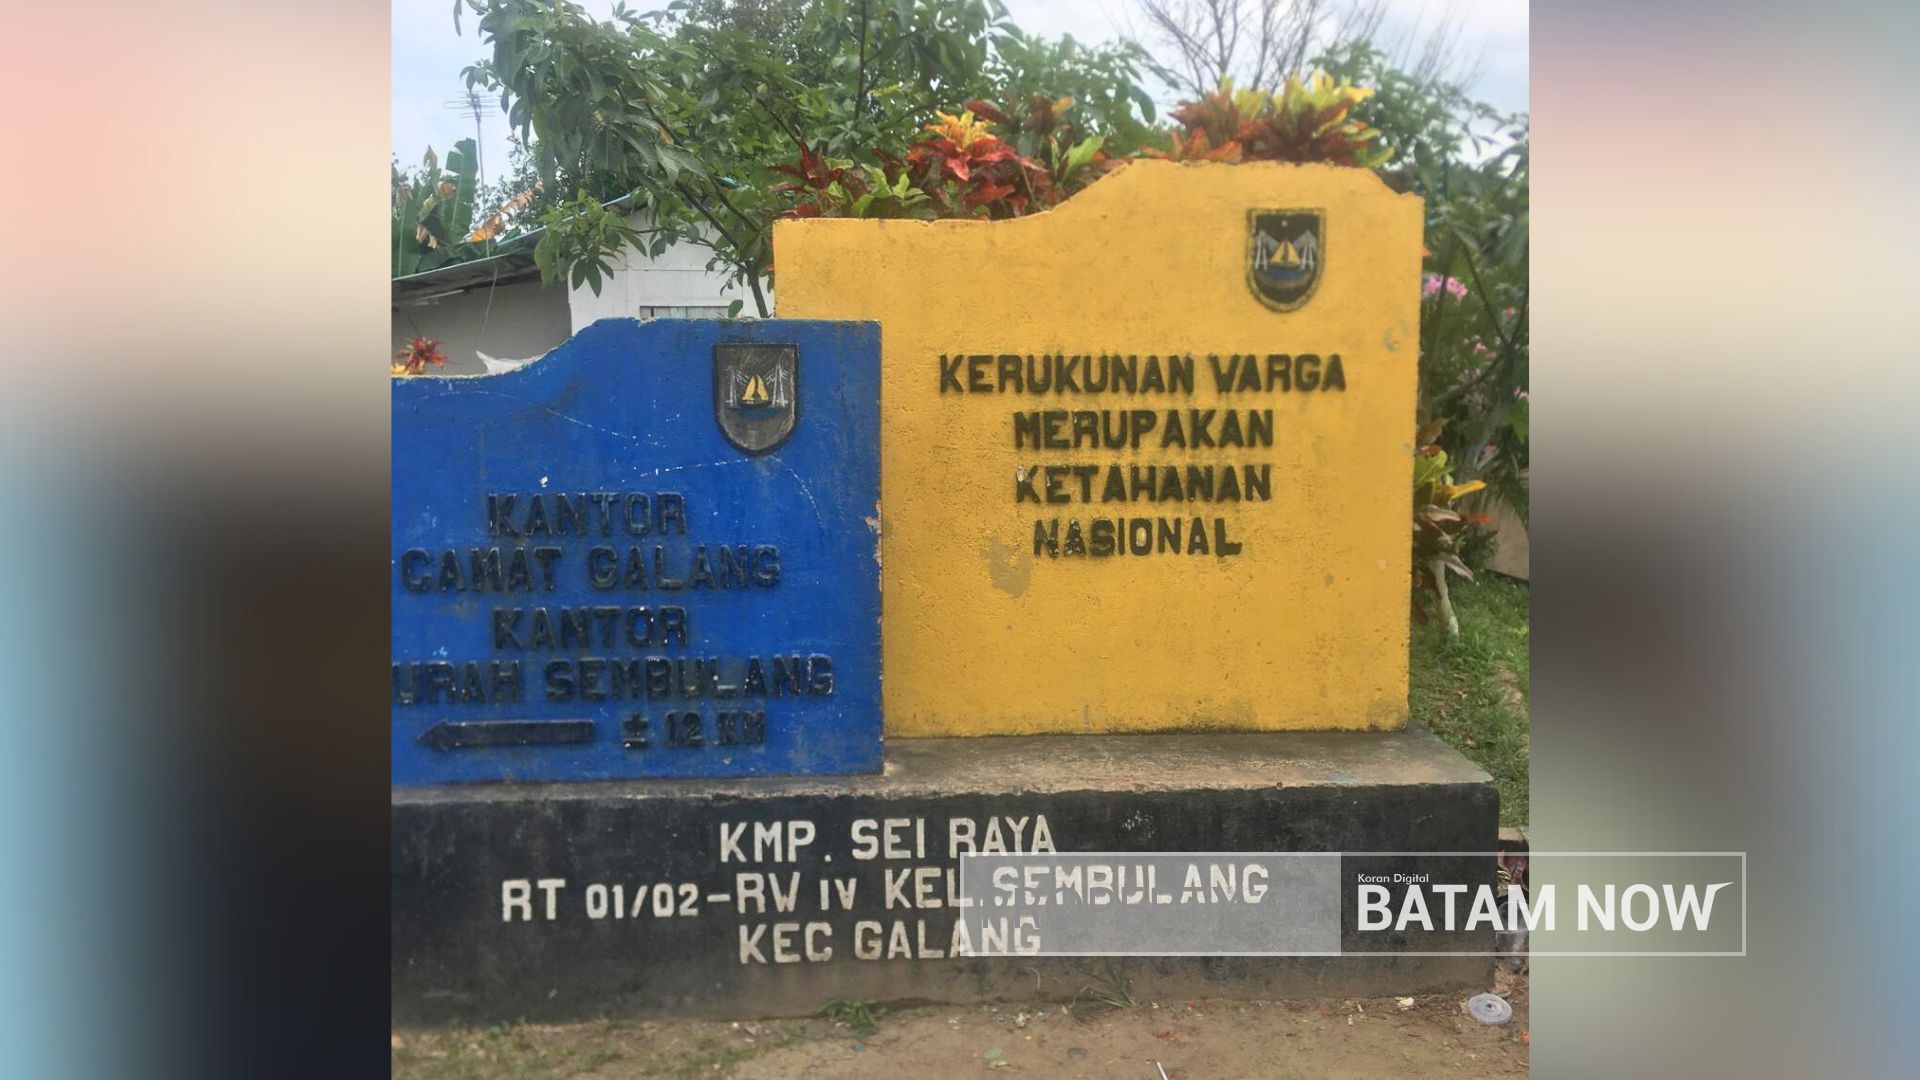 KERUKUNAN WARGA
MERUPAKAN
KETAHANAN
NASIONAL
KANTOR
CAMAT GALANG
KANTOR
URAH SEMBULANG
± 12 KM
KMP. SEI RAYA
RT 01/02-RW IV KEL.SEMBULANG
KEC GALANG
Koran Digital
BATAM NOW